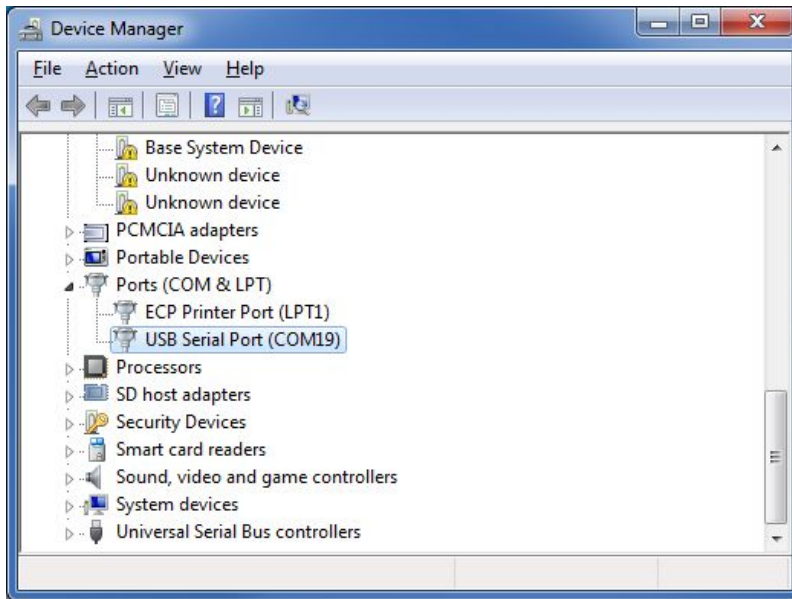 Device Manager
File Action View Help
Base System Device
Unknown device
Unknown device
PCMCIA adapters
Portable Devices
Ports (COM & LPT)
ECP Printer Port (LPT1)
USB Serial Port (COM19)
Processors
SD host adapters
Security Devices
Smart card readers
Sound, video and game controllers
System devices
Universal Serial Bus controllers